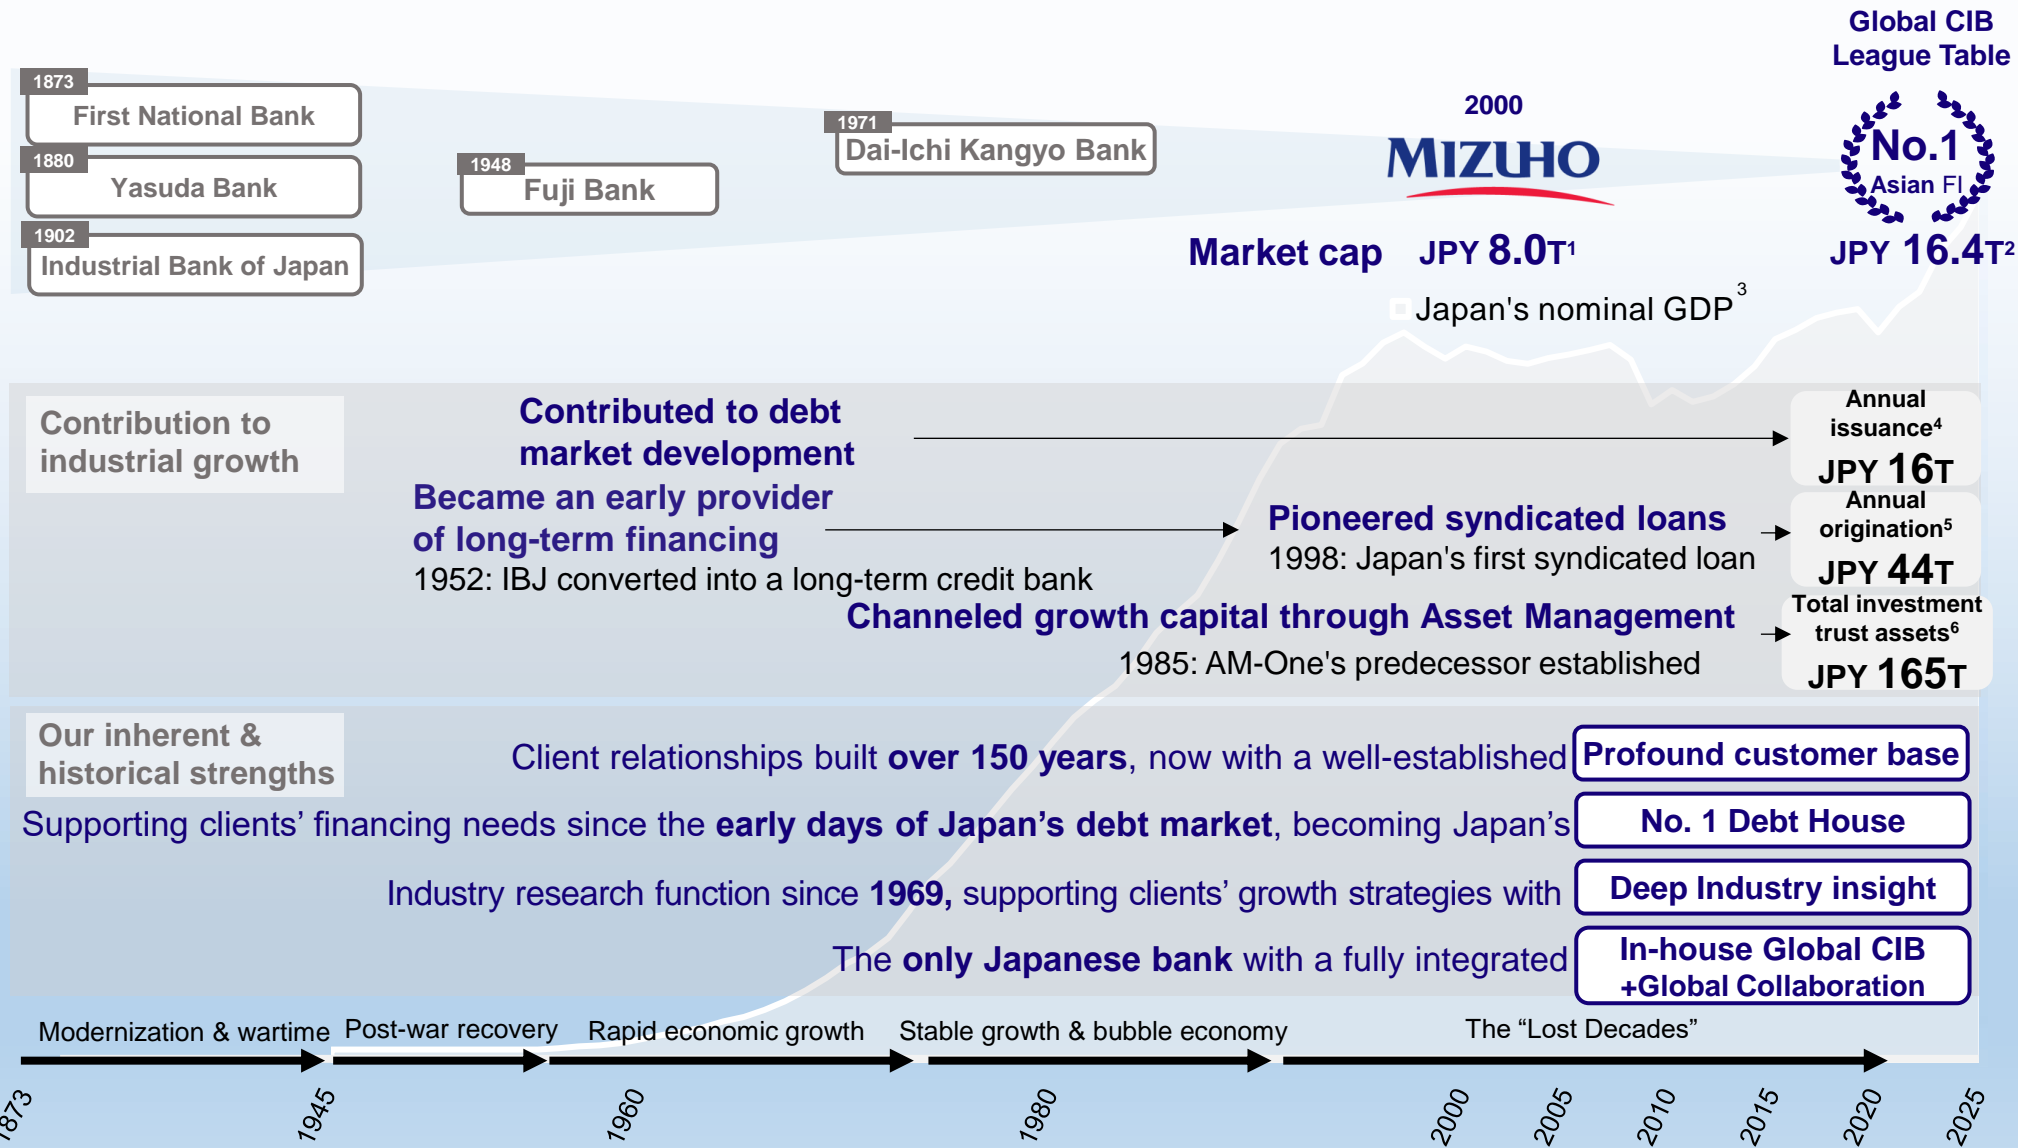 Global CIB
League Table
1873
First National Bank
1880
Yasuda Bank
1902
Industrial Bank of Japan
1948
Fuji Bank
1971
Dai-Ichi Kangyo Bank
2000
MIZUHO
No.1
Asian FI
Market cap JPY 8.0T¹ JPY 16.4T²
Japan's nominal GDP³
Contribution to
industrial growth
Contributed to debt
market development
Annual
issuance⁴
JPY 16T
Became an early provider
of long-term financing
1952: IBJ converted into a long-term credit bank
Pioneered syndicated loans
1998: Japan's first syndicated loan
Annual
origination⁵
JPY 44T
Channeled growth capital through Asset Management
1985: AM-One's predecessor established
Total investment
trust assets⁶
JPY 165T
Our inherent &
historical strengths
Client relationships built over 150 years, now with a well-established Profound customer base
Supporting clients’ financing needs since the early days of Japan’s debt market, becoming Japan’s No. 1 Debt House
Industry research function since 1969, supporting clients’ growth strategies with Deep Industry insight
The only Japanese bank with a fully integrated In-house Global CIB
+Global Collaboration
Modernization & wartime Post-war recovery Rapid economic growth Stable growth & bubble economy The “Lost Decades”
1873 1945 1960 1980 2000 2005 2010 2015 2020 2025